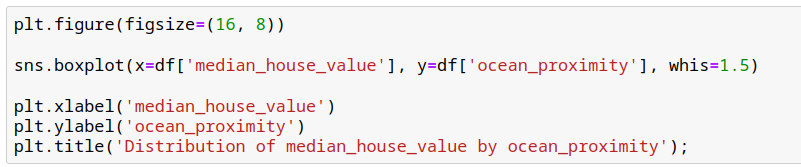 plt.figure(figsize=(16, 8))
sns.boxplot(x=df['median_house_value'], y=df['ocean_proximity'], whis=1.5)
plt.xlabel('median_house_value')
plt.ylabel('ocean_proximity')
plt.title('Distribution of median_house_value by ocean_proximity');